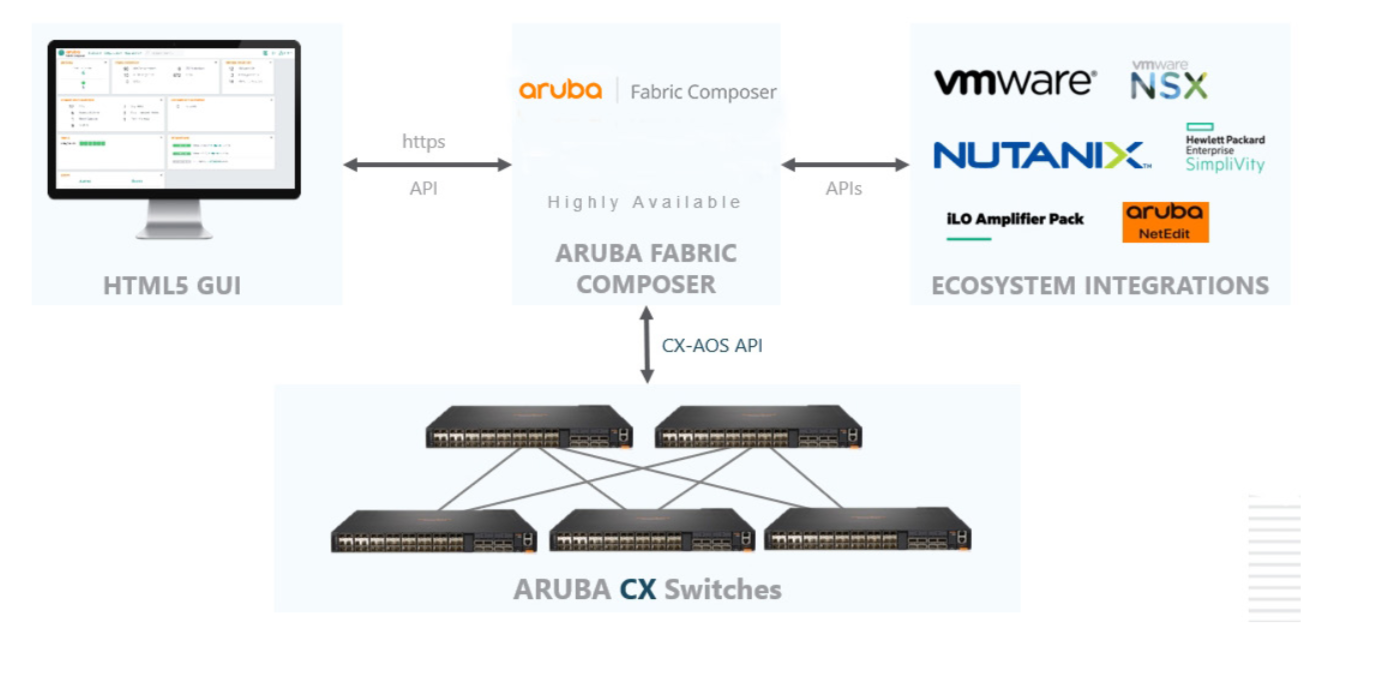 aruba Fabric Composer
Highly Available
ARUBA FABRIC
COMPOSER
https
API
APIs
HTML5 GUI
vmware®
vmware
NSX
NUTANIX™
Hewlett Packard
Enterprise
SimpliVity
iLO Amplifier Pack
aruba
NetEdit
ECOSYSTEM INTEGRATIONS
CX-AOS API
ARUBA CX Switches